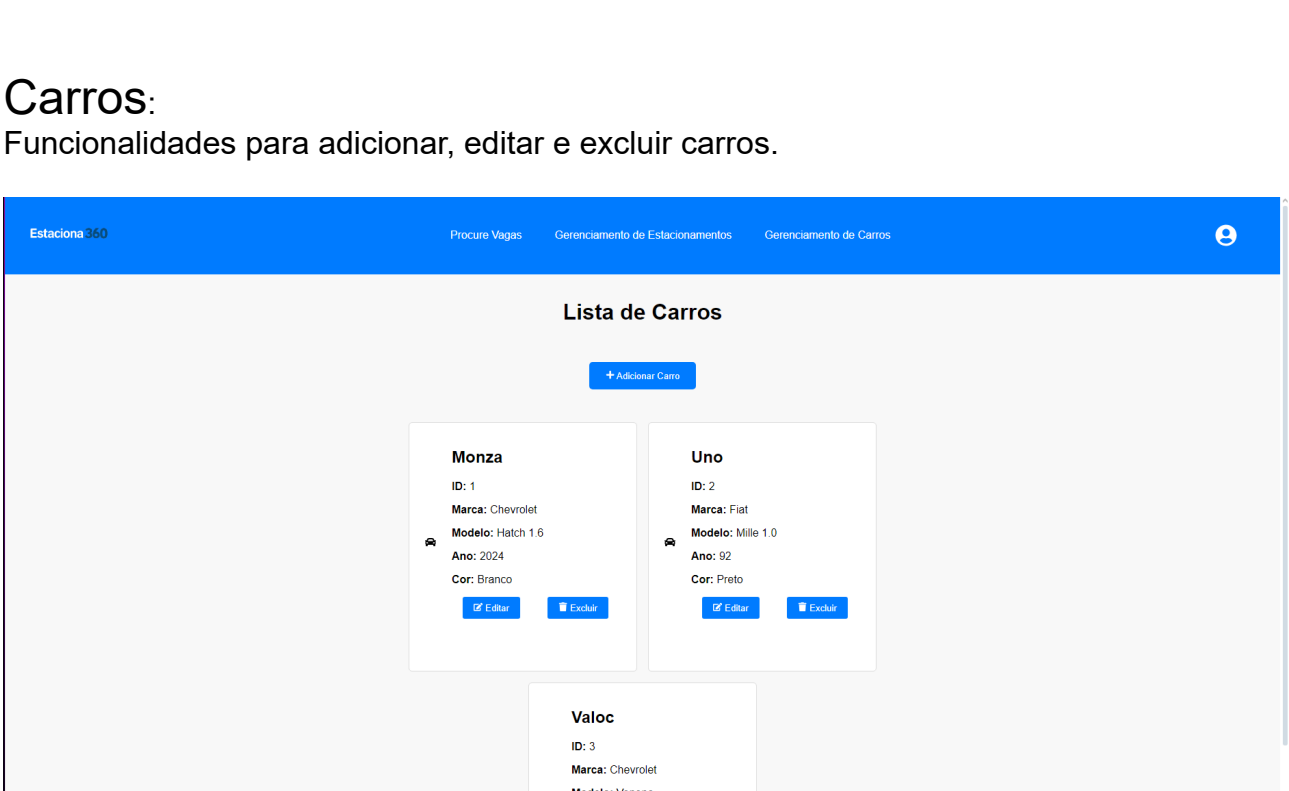 Carros:
Funcionalidades para adicionar, editar e excluir carros.
Estaciona360
Procure Vagas
Gerenciamento de Estacionamentos
Gerenciamento de Carros
Lista de Carros
+ Adicionar Carro
Monza
ID: 1
Marca: Chevrolet
Modelo: Hatch 1.6
Ano: 2024
Cor: Branco
Editar
Excluir
Uno
ID: 2
Marca: Fiat
Modelo: Mille 1.0
Ano: 92
Cor: Preto
Editar
Excluir
Valoc
ID: 3
Marca: Chevrolet